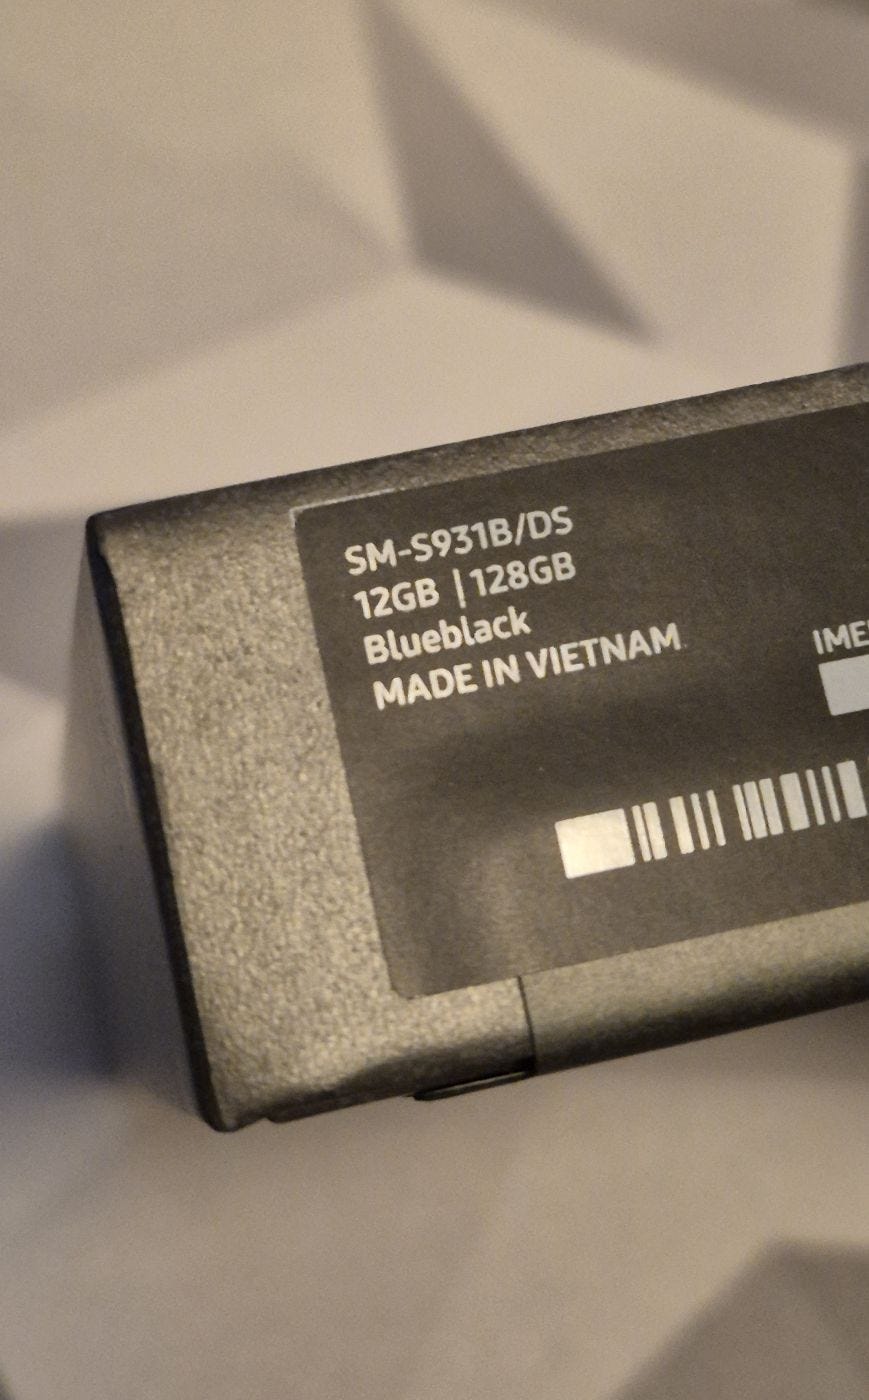 SM-S931B/DS
12GB | 128GB
Blueblack
MADE IN VIETNAM